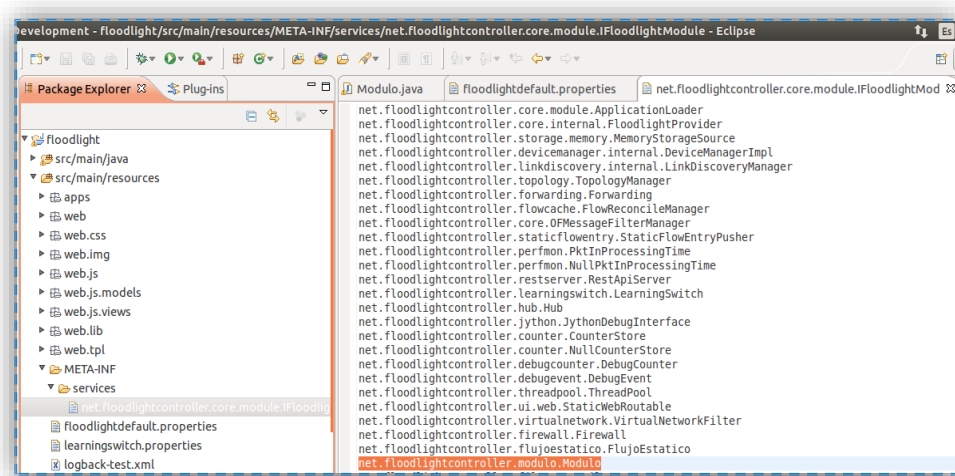 evelopment - floodlight/src/main/resources/META-INF/services/net.floodlightcontroller.core.module.IFloodlightModule - Eclipse
Es
Package Explorer
Plug-ins
Modulo.java
floodlightdefault.properties
net.floodlightcontroller.core.module.IFloodlightMod
floodlight
src/main/java
src/main/resources
apps
web
web.css
web.img
web.js
web.js.models
web.js.views
web.lib
web.tpl
META-INF
services
net.floodlightcontroller.core.module.IFloodlig
floodlightdefault.properties
learningswitch.properties
logback-test.xml
net.floodlightcontroller.core.module.ApplicationLoader
net.floodlightcontroller.core.internal.FloodlightProvider
net.floodlightcontroller.storage.memory.MemoryStorageSource
net.floodlightcontroller.devicemanager.internal.DeviceManagerImpl
net.floodlightcontroller.linkdiscovery.internal.LinkDiscoveryManager
net.floodlightcontroller.topology.TopologyManager
net.floodlightcontroller.forwarding.Forwarding
net.floodlightcontroller.flowcache.FlowReconcileManager
net.floodlightcontroller.core.OFMessageFilterManager
net.floodlightcontroller.staticflowentry.StaticFlowEntryPusher
net.floodlightcontroller.perfmon.PktInProcessingTime
net.floodlightcontroller.perfmon.NullPktInProcessingTime
net.floodlightcontroller.restserver.RestApiServer
net.floodlightcontroller.learningswitch.LearningSwitch
net.floodlightcontroller.hub.Hub
net.floodlightcontroller.jython.JythonDebugInterface
net.floodlightcontroller.counter.CounterStore
net.floodlightcontroller.counter.NullCounterStore
net.floodlightcontroller.debugcounter.DebugCounter
net.floodlightcontroller.debugevent.DebugEvent
net.floodlightcontroller.threadpool.ThreadPool
net.floodlightcontroller.ui.web.StaticWebRoutable
net.floodlightcontroller.virtualnetwork.VirtualNetworkFilter
net.floodlightcontroller.firewall.Firewall
net.floodlightcontroller.flujoestatico.FlujoEstatico
net.floodlightcontroller.modulo.Modulo